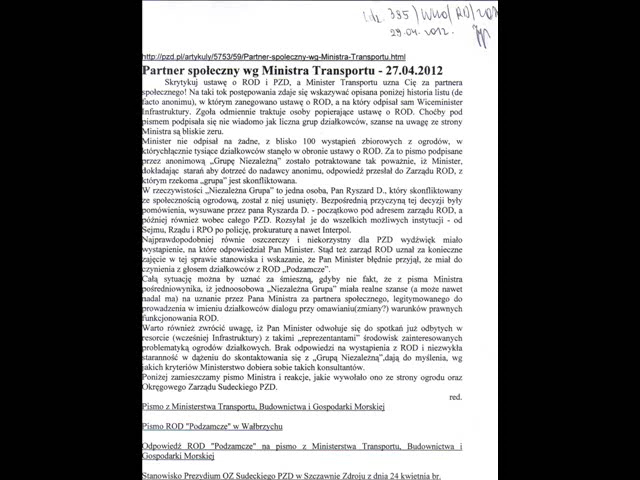 335/WKO/RD/
29.04.2012.
http://pzd.pl/artykuly/5753/59/Partner-spoleczny-wg-Ministra-Transportu.html
Partner społeczny wg Ministra Transportu - 27.04.2012
Skrytykuj ustawę o ROD i PZD, a Minister Transportu uzna Cię za partnera
społecznego! Na taki tok postępowania zdaje się wskazywać opisana poniżej historia listu (de
facto anonimu), w którym zanegowano ustawę o ROD, a na który odpisał sam Wiceminister
Infrastruktury. Zgoła odmiennie traktuje osoby popierające ustawę o ROD. Choćby pod
pismem podpisała się nie wiadomo jak liczna grup działkowców, szanse na uwagę ze strony
Ministra są bliskie zeru.
Minister nie odpisał na żadne, z blisko 100 wystąpień zbiorowych z ogrodów, w
którychłącznie tysiące działkowców stanęło w obronie ustawy o ROD. Za to pismo podpisane
przez anonimową „Grupę Niezależną” zostało potraktowane tak poważnie, iż Minister,
dokładając starań aby dotrzeć do nadawcy anonimu, odpowiedź przesłał do Zarządu ROD, z
którym rzekoma „grupa” jest skonfliktowana.
W rzeczywistości „Niezależna Grupa” to jedna osoba, Pan Ryszard D., który skonfliktowany
ze społecznością ogrodową, został z niej usunięty. Bezpośrednią przyczyną tej decyzji były
pomówienia, wysuwane przez pana Ryszarda D. - początkowo pod adresem zarządu ROD, a
później również wobec całego PZD. Rozsyłał je do wszelkich możliwych instytucji - od
Sejmu, Rządu i RPO po policję, prokuraturę a nawet Interpol.
Najprawdopodobniej równie oszczerczy i niekorzystny dla PZD wydźwięk miało
wystąpienie, na które odpowiedział Pan Minister. Stąd też zarząd ROD uznał za konieczne
zajęcie w tej sprawie stanowiska i wskazanie, że Pan Minister błędnie przyjął, że miał do
czynienia z głosem działkowców z ROD „Podzamcze”.
Całą sytuację można by uznać za śmieszną, gdyby nie fakt, że z pisma Ministra
pośredniowynika, iż jednoosobowa „Niezależna Grupa” miała realne szanse (a może nawet
nadal ma) na uznanie przez Pana Ministra za partnera społecznego, legitymowanego do
prowadzenia w imieniu działkowców dialogu przy omawianiu(zmiany?) warunków prawnych
funkcjonowania ROD.
Warto również zwrócić uwagę, iż Pan Minister odwołuje się do spotkań już odbytych w
resorcie (wcześniej Infrastruktury) z takimi „reprezentantami” środowisk zainteresowanych
problematyką ogrodów działkowych. Brak odpowiedzi na wystąpienia z ROD i niezwykła
staranność w dążeniu do skontaktowania się z „Grupą Niezależną”,dają do myślenia, wg
jakich kryteriów Ministerstwo dobiera sobie takich konsultantów.
Poniżej zamieszczamy pismo Ministra i reakcje, jakie wywołało ono ze strony ogrodu oraz
Okręgowego Zarządu Sudeckiego PZD.
red.
Pismo z Ministerstwa Transportu, Budownictwa i Gospodarki Morskiej
Pismo ROD "Podzamcze" w Wałbrzychu
Odpowiedź ROD "Podzamcze" na pismo z Ministerstwa Transportu, Budownictwa i
Gospodarki Morskiej
Stanowisko Prezydium OZ Sudeckiego PZD w Szczawnie Zdroju z dnia 24 kwietnia br.